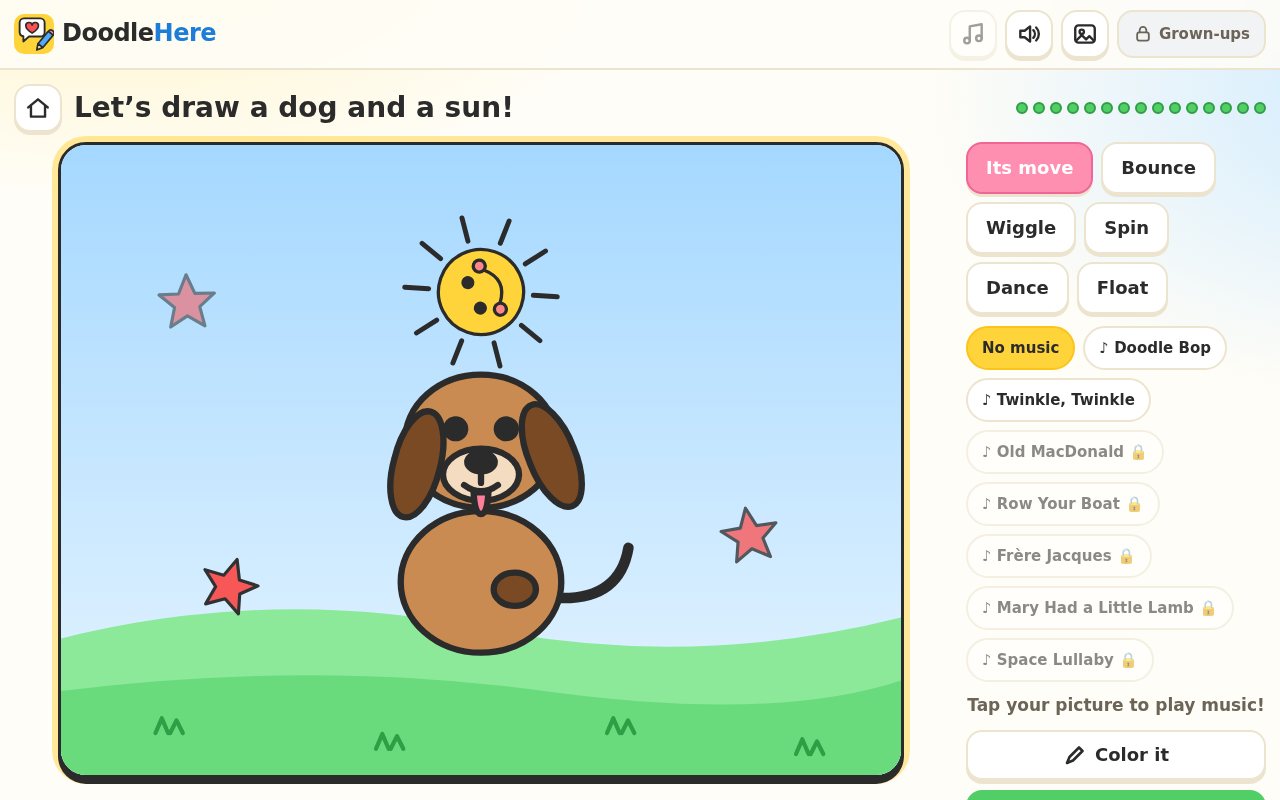 DoodleHere
Grown-ups
Let’s draw a dog and a sun!
Its move
Bounce
Wiggle
Spin
Dance
Float
No music
♪ Doodle Bop
♪ Twinkle, Twinkle
♪ Old MacDonald 🔒
♪ Row Your Boat 🔒
♪ Frère Jacques 🔒
♪ Mary Had a Little Lamb 🔒
♪ Space Lullaby 🔒
Tap your picture to play music!
Color it